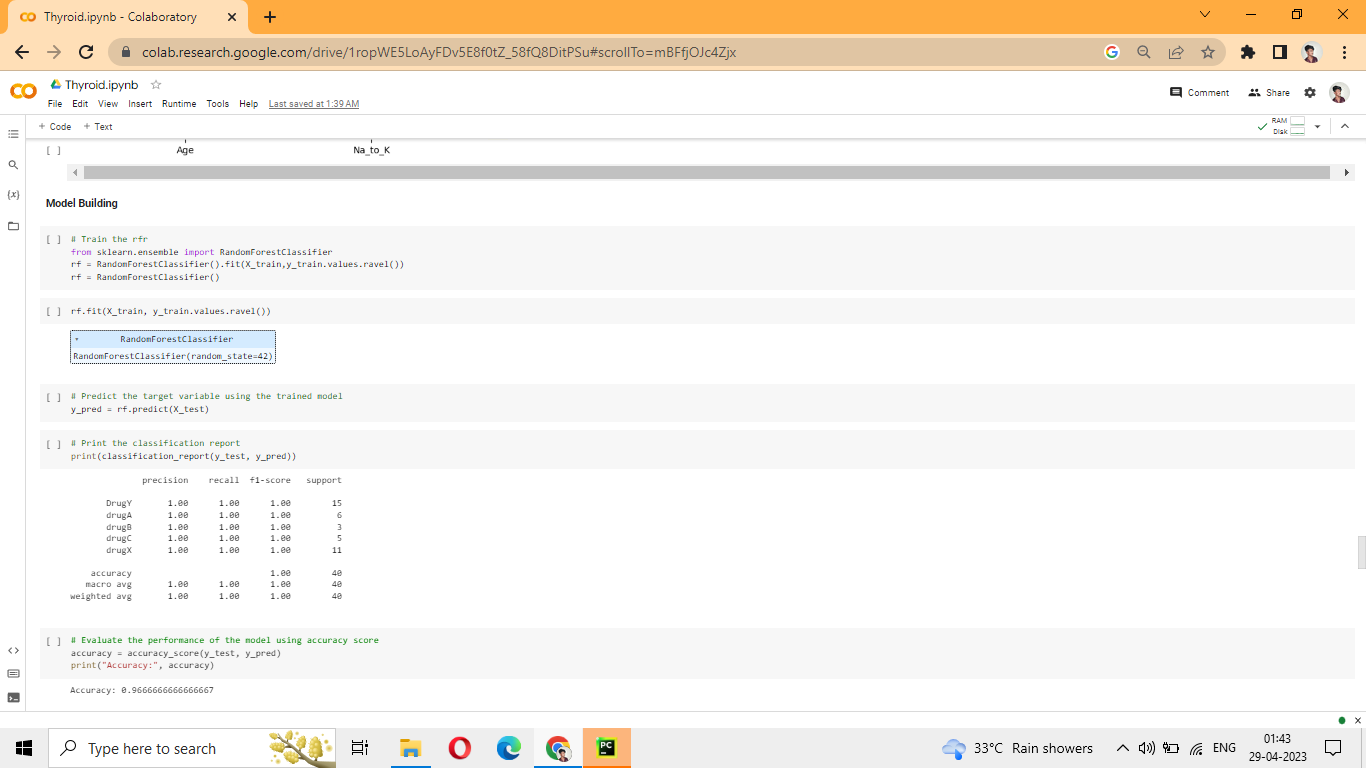 Thyroid.ipynb - Colaboratory
colab.research.google.com/drive/1ropWE5LoAyFDv5E8f0tZ_58fQ8DitPSu#scrollTo=mBFfjOJc4Zjx
Thyroid.ipynb
File Edit View Insert Runtime Tools Help Last saved at 1:39 AM
Comment Share
+ Code + Text
RAM
Disk
[ ]
Age Na_to_K
Model Building
[ ] # Train the rfr
from sklearn.ensemble import RandomForestClassifier
rf = RandomForestClassifier().fit(X_train,y_train.values.ravel())
rf = RandomForestClassifier()
[ ] rf.fit(X_train, y_train.values.ravel())
RandomForestClassifier
RandomForestClassifier(random_state=42)
[ ] # Predict the target variable using the trained model
y_pred = rf.predict(X_test)
[ ] # Print the classification report
print(classification_report(y_test, y_pred))
precision recall f1-score support
DrugY 1.00 1.00 1.00 15
drugA 1.00 1.00 1.00 6
drugB 1.00 1.00 1.00 3
drugC 1.00 1.00 1.00 5
drugX 1.00 1.00 1.00 11
accuracy 1.00 40
macro avg 1.00 1.00 1.00 40
weighted avg 1.00 1.00 1.00 40
[ ] # Evaluate the performance of the model using accuracy score
accuracy = accuracy_score(y_test, y_pred)
print("Accuracy:", accuracy)
Accuracy: 0.9666666666666667
Type here to search
PC
33°C Rain showers
ENG
01:43
29-04-2023